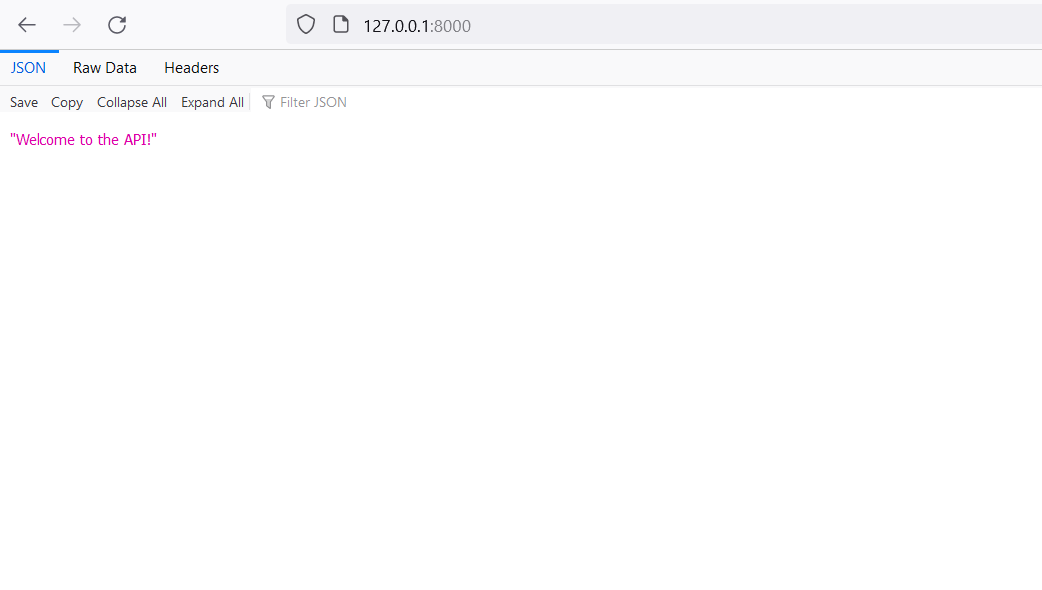 127.0.0.1:8000
JSON Raw Data Headers
Save Copy Collapse All Expand All Filter JSON
"Welcome to the API!"